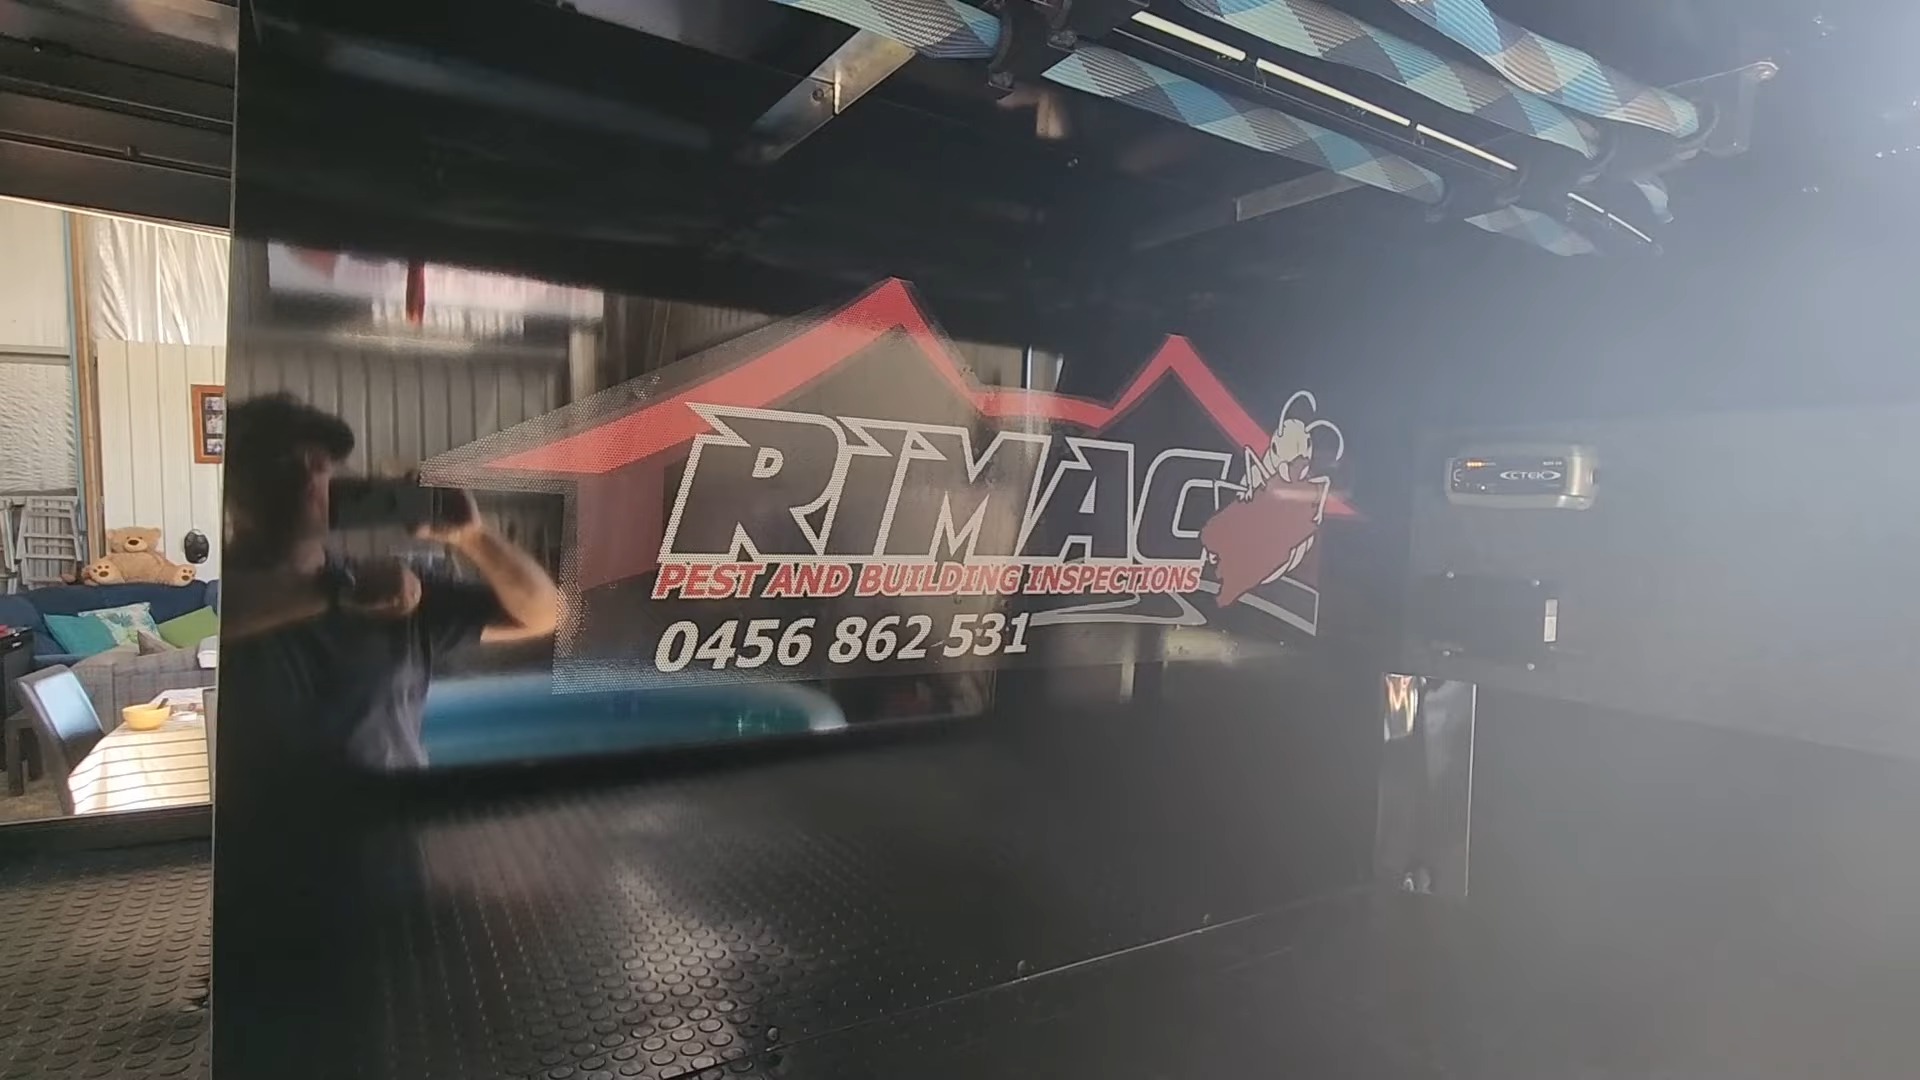 RIMAC
PEST AND BUILDING INSPECTIONS
0456 862 531
CTEK